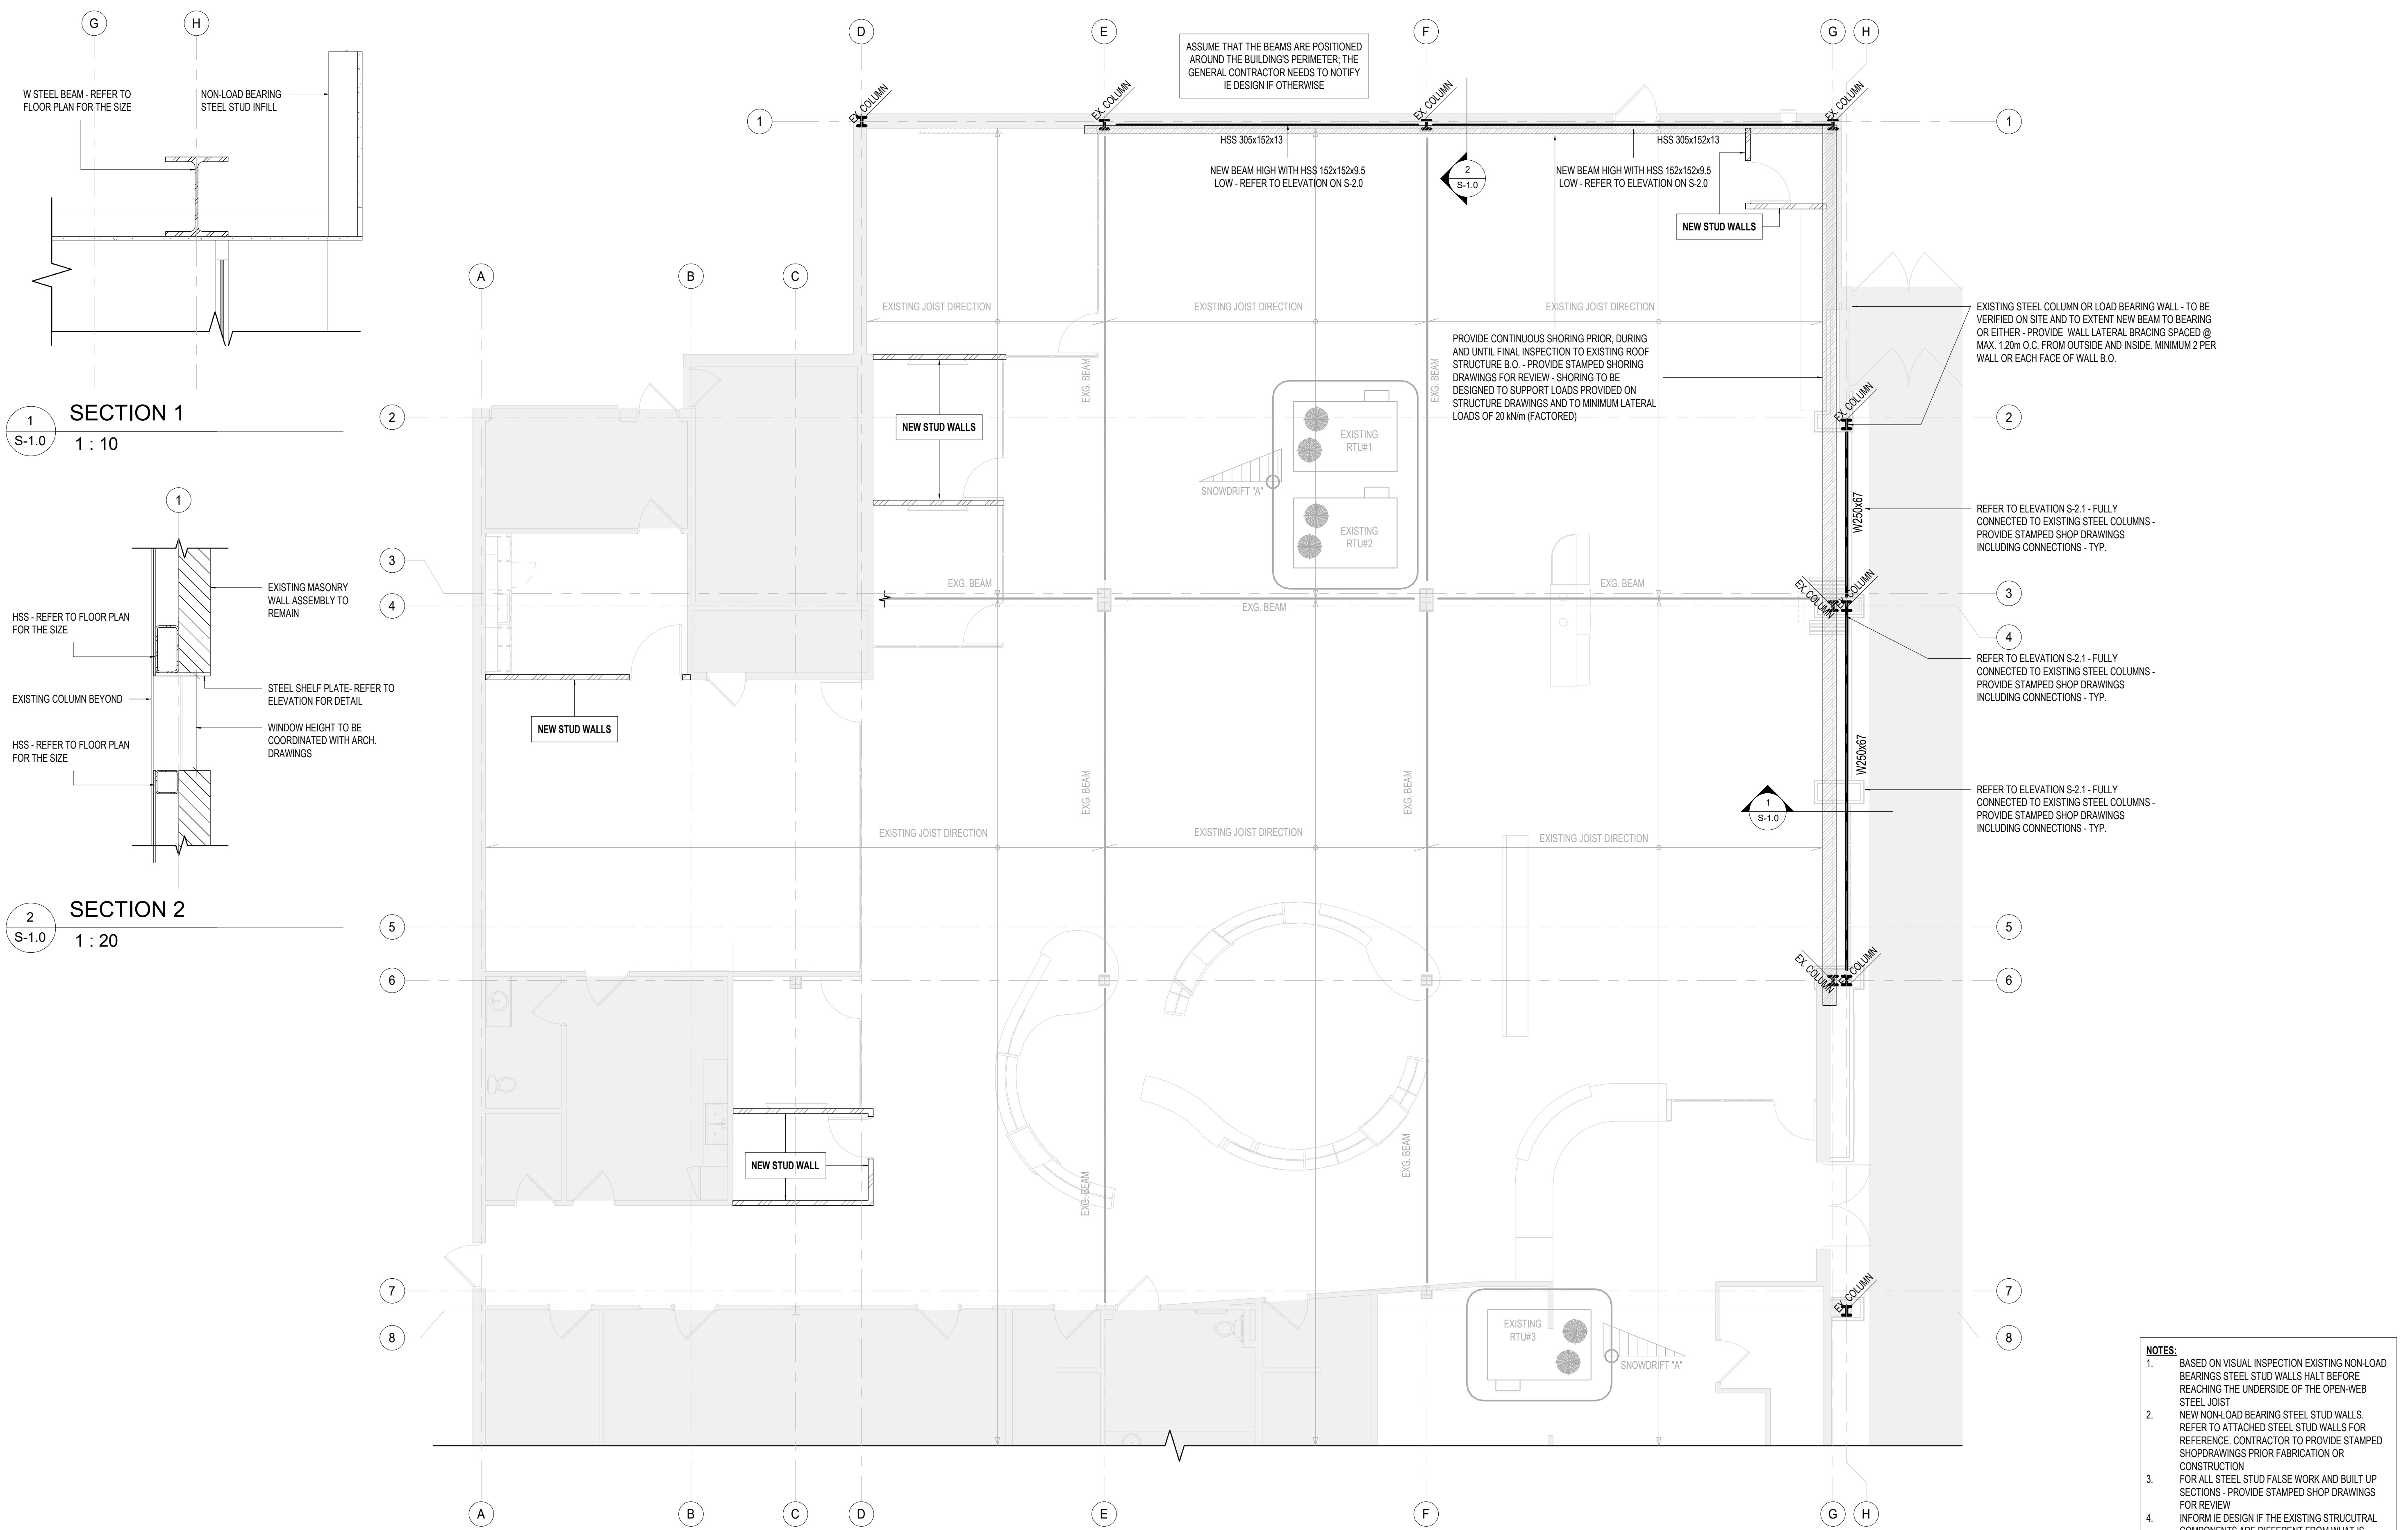 G
H
W STEEL BEAM - REFER TO
FLOOR PLAN FOR THE SIZE
NON-LOAD BEARING
STEEL STUD INFILL
1
S-1.0
SECTION 1
1 : 10
1
EXISTING MASONRY
WALL ASSEMBLY TO
REMAIN
HSS - REFER TO FLOOR PLAN
FOR THE SIZE
STEEL SHELF PLATE- REFER TO
ELEVATION FOR DETAIL
EXISTING COLUMN BEYOND
WINDOW HEIGHT TO BE
COORDINATED WITH ARCH.
DRAWINGS
HSS - REFER TO FLOOR PLAN
FOR THE SIZE
2
S-1.0
SECTION 2
1 : 20
D
E
F
G
H
ASSUME THAT THE BEAMS ARE POSITIONED
AROUND THE BUILDING'S PERIMETER; THE
GENERAL CONTRACTOR NEEDS TO NOTIFY
IE DESIGN IF OTHERWISE
EX. COLUMN
EX. COLUMN
EX. COLUMN
EX. COLUMN
1
1
HSS 305x152x13
HSS 305x152x13
NEW BEAM HIGH WITH HSS 152x152x9.5
LOW - REFER TO ELEVATION ON S-2.0
2
S-1.0
NEW BEAM HIGH WITH HSS 152x152x9.5
LOW - REFER TO ELEVATION ON S-2.0
NEW STUD WALLS
A
B
C
EXISTING JOIST DIRECTION
EXISTING JOIST DIRECTION
EXISTING JOIST DIRECTION
EXISTING STEEL COLUMN OR LOAD BEARING WALL - TO BE
VERIFIED ON SITE AND TO EXTENT NEW BEAM TO BEARING
OR EITHER - PROVIDE WALL LATERAL BRACING SPACED @
MAX. 1.20m O.C. FROM OUTSIDE AND INSIDE. MINIMUM 2 PER
WALL OR EACH FACE OF WALL B.O.
PROVIDE CONTINUOUS SHORING PRIOR, DURING
AND UNTIL FINAL INSPECTION TO EXISTING ROOF
STRUCTURE B.O. - PROVIDE STAMPED SHORING
DRAWINGS FOR REVIEW - SHORING TO BE
DESIGNED TO SUPPORT LOADS PROVIDED ON
STRUCTURE DRAWINGS AND TO MINIMUM LATERAL
LOADS OF 20 kN/m (FACTORED)
EXG. BEAM
EXG. BEAM
EX. COLUMN
2
2
NEW STUD WALLS
EXISTING
RTU#1
SNOWDRIFT "A"
EXISTING
RTU#2
W250x67
REFER TO ELEVATION S-2.1 - FULLY
CONNECTED TO EXISTING STEEL COLUMNS -
PROVIDE STAMPED SHOP DRAWINGS
INCLUDING CONNECTIONS - TYP.
3
3
EXG. BEAM
EXG. BEAM
EXG. BEAM
EX. COLUMN
EX. COLUMN
4
4
REFER TO ELEVATION S-2.1 - FULLY
CONNECTED TO EXISTING STEEL COLUMNS -
PROVIDE STAMPED SHOP DRAWINGS
INCLUDING CONNECTIONS - TYP.
NEW STUD WALLS
W250x67
EXG. BEAM
EXG. BEAM
1
S-1.0
REFER TO ELEVATION S-2.1 - FULLY
CONNECTED TO EXISTING STEEL COLUMNS -
PROVIDE STAMPED SHOP DRAWINGS
INCLUDING CONNECTIONS - TYP.
EXISTING JOIST DIRECTION
EXISTING JOIST DIRECTION
EXISTING JOIST DIRECTION
5
5
EX. COLUMN
COLUMN
6
6
NEW STUD WALL
EXG. BEAM
EXG. BEAM
7
7
EX. COLUMN
8
8
EXISTING
RTU#3
SNOWDRIFT "A"
A
B
C
D
E
F
G
H
NOTES:
1. BASED ON VISUAL INSPECTION EXISTING NON-LOAD
BEARINGS STEEL STUD WALLS HALT BEFORE
REACHING THE UNDERSIDE OF THE OPEN-WEB
STEEL JOIST
2. NEW NON-LOAD BEARING STEEL STUD WALLS.
REFER TO ATTACHED STEEL STUD WALLS FOR
REFERENCE. CONTRACTOR TO PROVIDE STAMPED
SHOPDRAWINGS PRIOR FABRICATION OR
CONSTRUCTION
3. FOR ALL STEEL STUD FALSE WORK AND BUILT UP
SECTIONS - PROVIDE STAMPED SHOP DRAWINGS
FOR REVIEW
4. INFORM IE DESIGN IF THE EXISTING STRUCUTRAL
COMPONENTS ARE DIFFERENT FROM WHAT IS